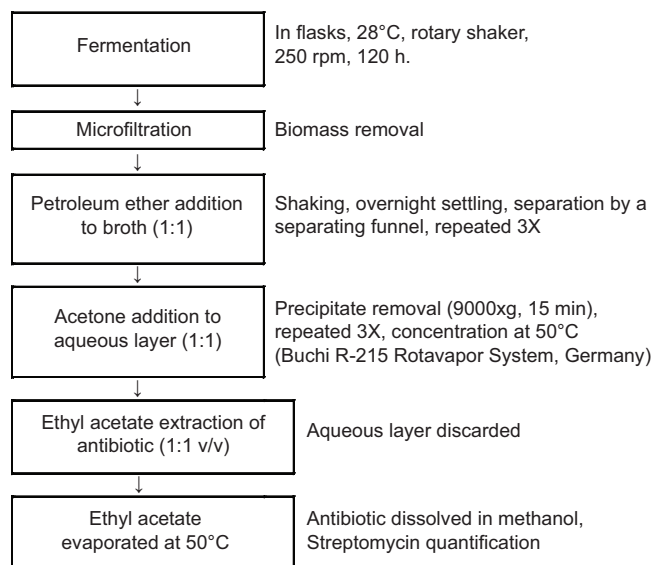 Fermentation
In flasks, 28°C, rotary shaker,
250 rpm, 120 h.
↓
Microfiltration
Biomass removal
↓
Petroleum ether addition
to broth (1:1)
Shaking, overnight settling, separation by a
separating funnel, repeated 3X
↓
Acetone addition to
aqueous layer (1:1)
Precipitate removal (9000xg, 15 min),
repeated 3X, concentration at 50°C
(Buchi R-215 Rotavapor System, Germany)
↓
Ethyl acetate extraction of
antibiotic (1:1 v/v)
Aqueous layer discarded
↓
Ethyl acetate
evaporated at 50°C
Antibiotic dissolved in methanol,
Streptomycin quantification